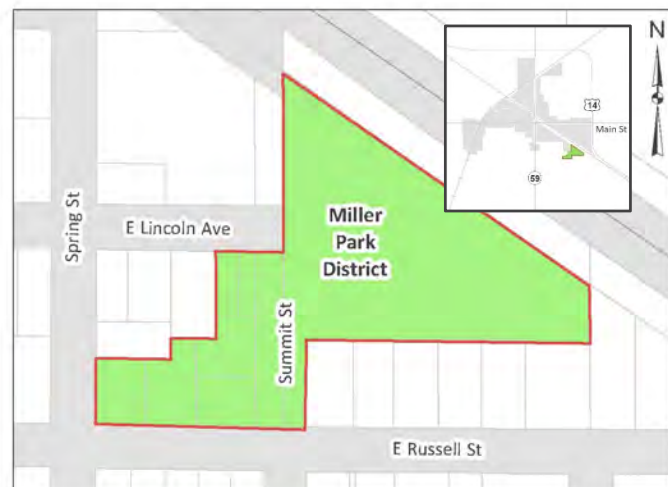 N
14
Main St
59
Spring St
E Lincoln Ave
Miller
Park
District
Summit St
E Russell St